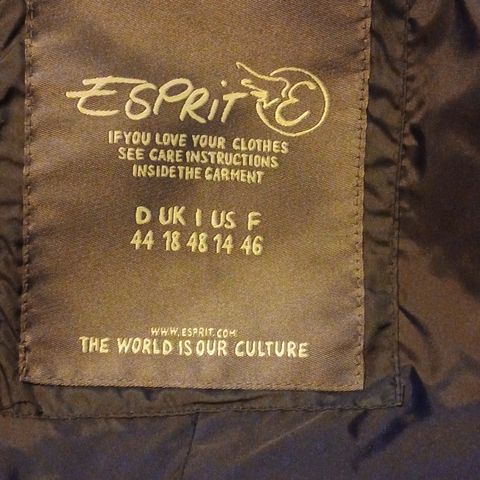 ESPRIT E
IF YOU LOVE YOUR CLOTHES
SEE CARE INSTRUCTIONS
INSIDE THE GARMENT
D UK I US F
44 18 48 14 46
WWW.ESPRIT.COM
THE WORLD IS OUR CULTURE